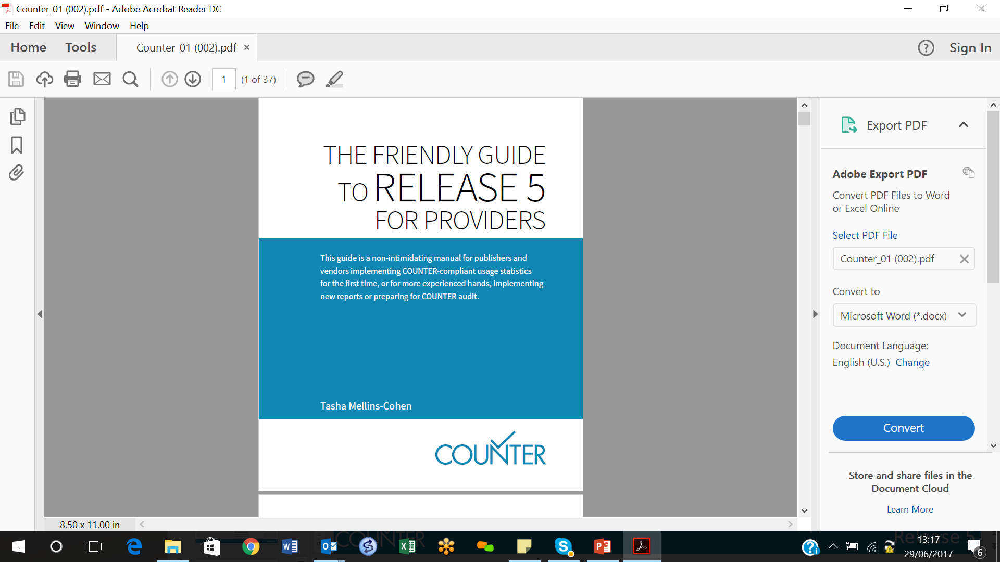 Counter_01 (002).pdf - Adobe Acrobat Reader DC
File Edit View Window Help
Home Tools Counter_01 (002).pdf × Sign In
1 (1 of 37)
THE FRIENDLY GUIDE
TO RELEASE 5
FOR PROVIDERS
This guide is a non-intimidating manual for publishers and
vendors implementing COUNTER-compliant usage statistics
for the first time, or for more experienced hands, implementing
new reports or preparing for COUNTER audit.
Tasha Mellins-Cohen
COUNTER
8.50 x 11.00 in
Export PDF
Adobe Export PDF
Convert PDF Files to Word
or Excel Online
Select PDF File
Counter_01 (002).pdf
Convert to
Microsoft Word (*.docx)
Document Language:
English (U.S.) Change
Convert
Store and share files in the
Document Cloud
Learn More
COUNTER
Release 5
13:17
29/06/2017
6